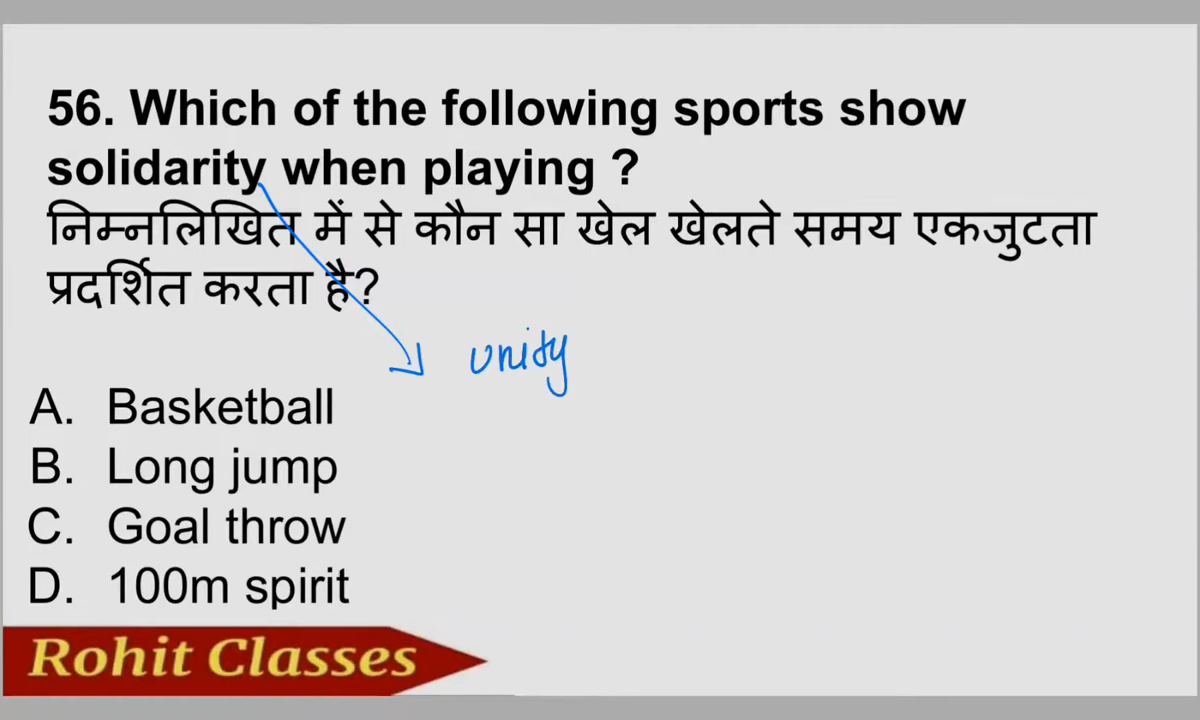 56. Which of the following sports show
solidarity when playing ?
निम्नलिखित में से कौन सा खेल खेलते समय एकजुटता
प्रदर्शित करता है?
unity
A. Basketball
B. Long jump
C. Goal throw
D. 100m spirit
Rohit Classes